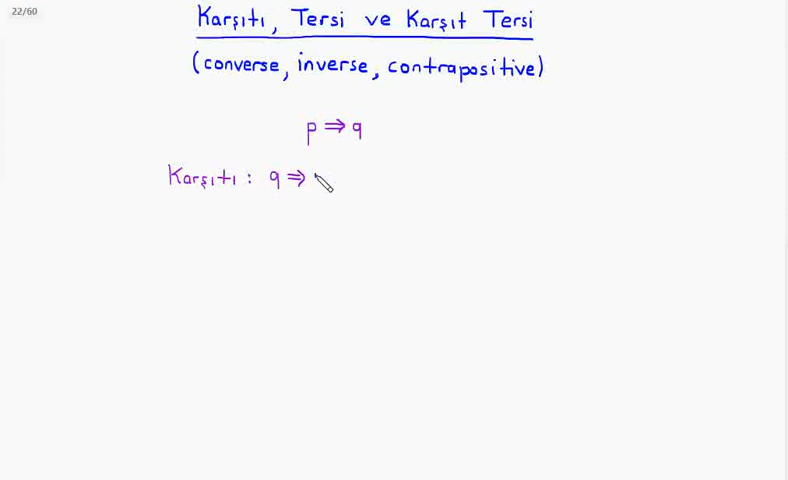 22/60
Karşıtı, Tersi ve Karşıt Tersi
(converse, inverse, contrapositive)
p ⇒ q
Karşıtı : q ⇒